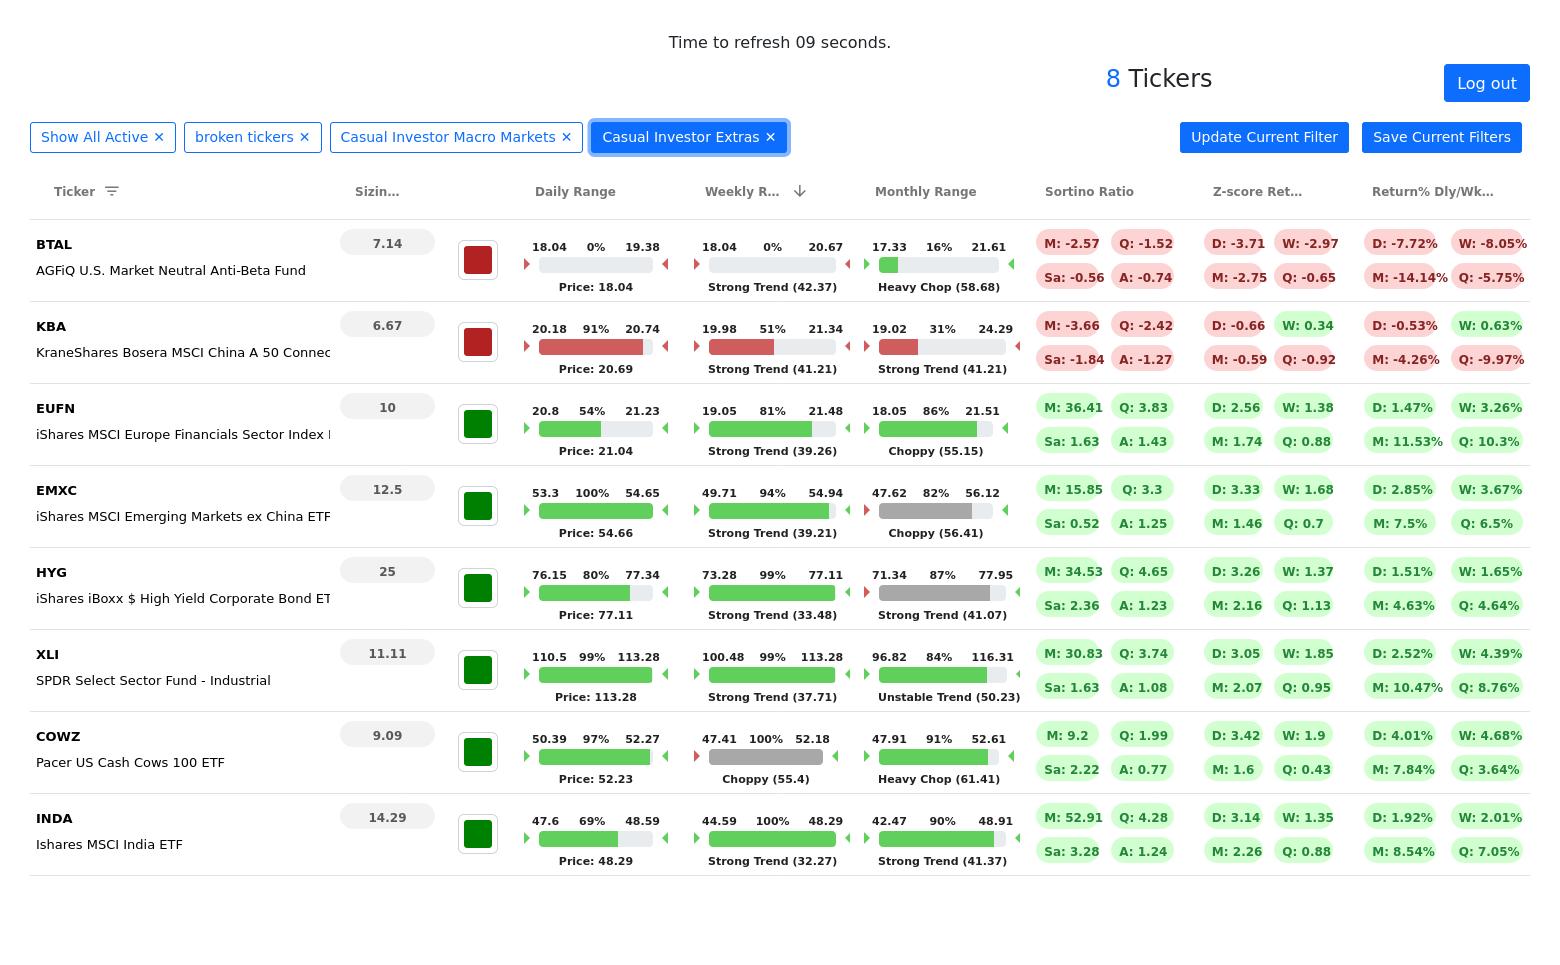 Time to refresh 09 seconds.
8 Tickers
Log out
Show All Active ✕ broken tickers ✕ Casual Investor Macro Markets ✕ Casual Investor Extras ✕ Update Current Filter Save Current Filters
Ticker Sizin... Daily Range Weekly R... Monthly Range Sortino Ratio Z-score Ret... Return% Dly/Wk...
BTAL 7.14 18.04 0% 19.38 18.04 0% 20.67 17.33 16% 21.61 M: -2.57 Q: -1.52 D: -3.71 W: -2.97 D: -7.72% W: -8.05%
AGFiQ U.S. Market Neutral Anti-Beta Fund Sa: -0.56 A: -0.74 M: -2.75 Q: -0.65 M: -14.14% Q: -5.75%
Price: 18.04 Strong Trend (42.37) Heavy Chop (58.68)
KBA 6.67 20.18 91% 20.74 19.98 51% 21.34 19.02 31% 24.29 M: -3.66 Q: -2.42 D: -0.66 W: 0.34 D: -0.53% W: 0.63%
KraneShares Bosera MSCI China A 50 Connec Sa: -1.84 A: -1.27 M: -0.59 Q: -0.92 M: -4.26% Q: -9.97%
Price: 20.69 Strong Trend (41.21) Strong Trend (41.21)
EUFN 10 20.8 54% 21.23 19.05 81% 21.48 18.05 86% 21.51 M: 36.41 Q: 3.83 D: 2.56 W: 1.38 D: 1.47% W: 3.26%
iShares MSCI Europe Financials Sector Index Sa: 1.63 A: 1.43 M: 1.74 Q: 0.88 M: 11.53% Q: 10.3%
Price: 21.04 Strong Trend (39.26) Choppy (55.15)
EMXC 12.5 53.3 100% 54.65 49.71 94% 54.94 47.62 82% 56.12 M: 15.85 Q: 3.3 D: 3.33 W: 1.68 D: 2.85% W: 3.67%
iShares MSCI Emerging Markets ex China ETF Sa: 0.52 A: 1.25 M: 1.46 Q: 0.7 M: 7.5% Q: 6.5%
Price: 54.66 Strong Trend (39.21) Choppy (56.41)
HYG 25 76.15 80% 77.34 73.28 99% 77.11 71.34 87% 77.95 M: 34.53 Q: 4.65 D: 3.26 W: 1.37 D: 1.51% W: 1.65%
iShares iBoxx $ High Yield Corporate Bond ET Sa: 2.36 A: 1.23 M: 2.16 Q: 1.13 M: 4.63% Q: 4.64%
Price: 77.11 Strong Trend (33.48) Strong Trend (41.07)
XLI 11.11 110.5 99% 113.28 100.48 99% 113.28 96.82 84% 116.31 M: 30.83 Q: 3.74 D: 3.05 W: 1.85 D: 2.52% W: 4.39%
SPDR Select Sector Fund - Industrial Sa: 1.63 A: 1.08 M: 2.07 Q: 0.95 M: 10.47% Q: 8.76%
Price: 113.28 Strong Trend (37.71) Unstable Trend (50.23)
COWZ 9.09 50.39 97% 52.27 47.41 100% 52.18 47.91 91% 52.61 M: 9.2 Q: 1.99 D: 3.42 W: 1.9 D: 4.01% W: 4.68%
Pacer US Cash Cows 100 ETF Sa: 2.22 A: 0.77 M: 1.6 Q: 0.43 M: 7.84% Q: 3.64%
Price: 52.23 Choppy (55.4) Heavy Chop (61.41)
INDA 14.29 47.6 69% 48.59 44.59 100% 48.29 42.47 90% 48.91 M: 52.91 Q: 4.28 D: 3.14 W: 1.35 D: 1.92% W: 2.01%
Ishares MSCI India ETF Sa: 3.28 A: 1.24 M: 2.26 Q: 0.88 M: 8.54% Q: 7.05%
Price: 48.29 Strong Trend (32.27) Strong Trend (41.37)